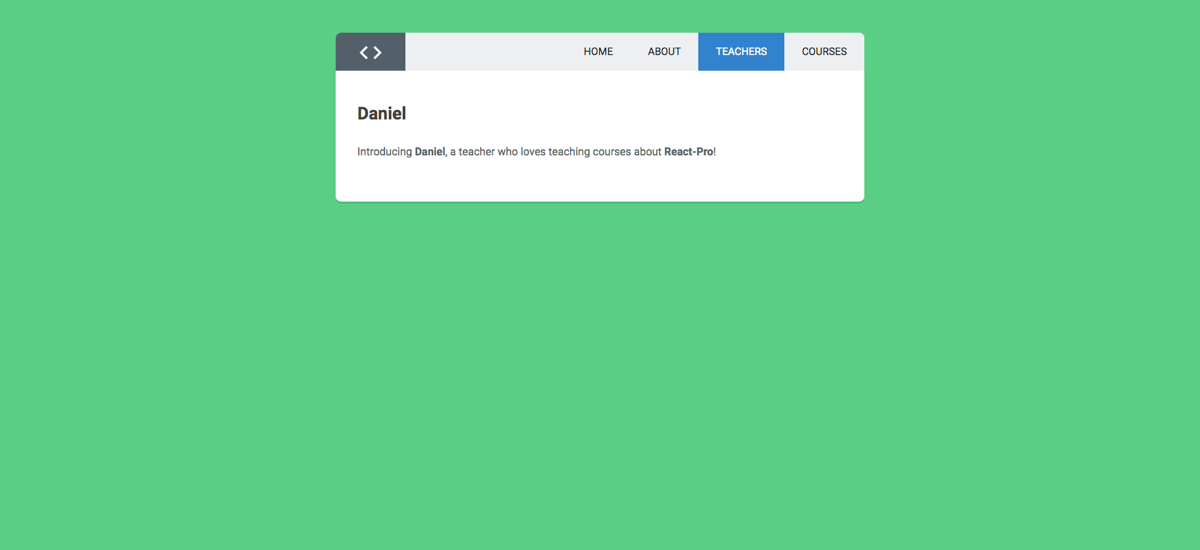 HOME ABOUT TEACHERS COURSES
Daniel
Introducing Daniel, a teacher who loves teaching courses about React-Pro!